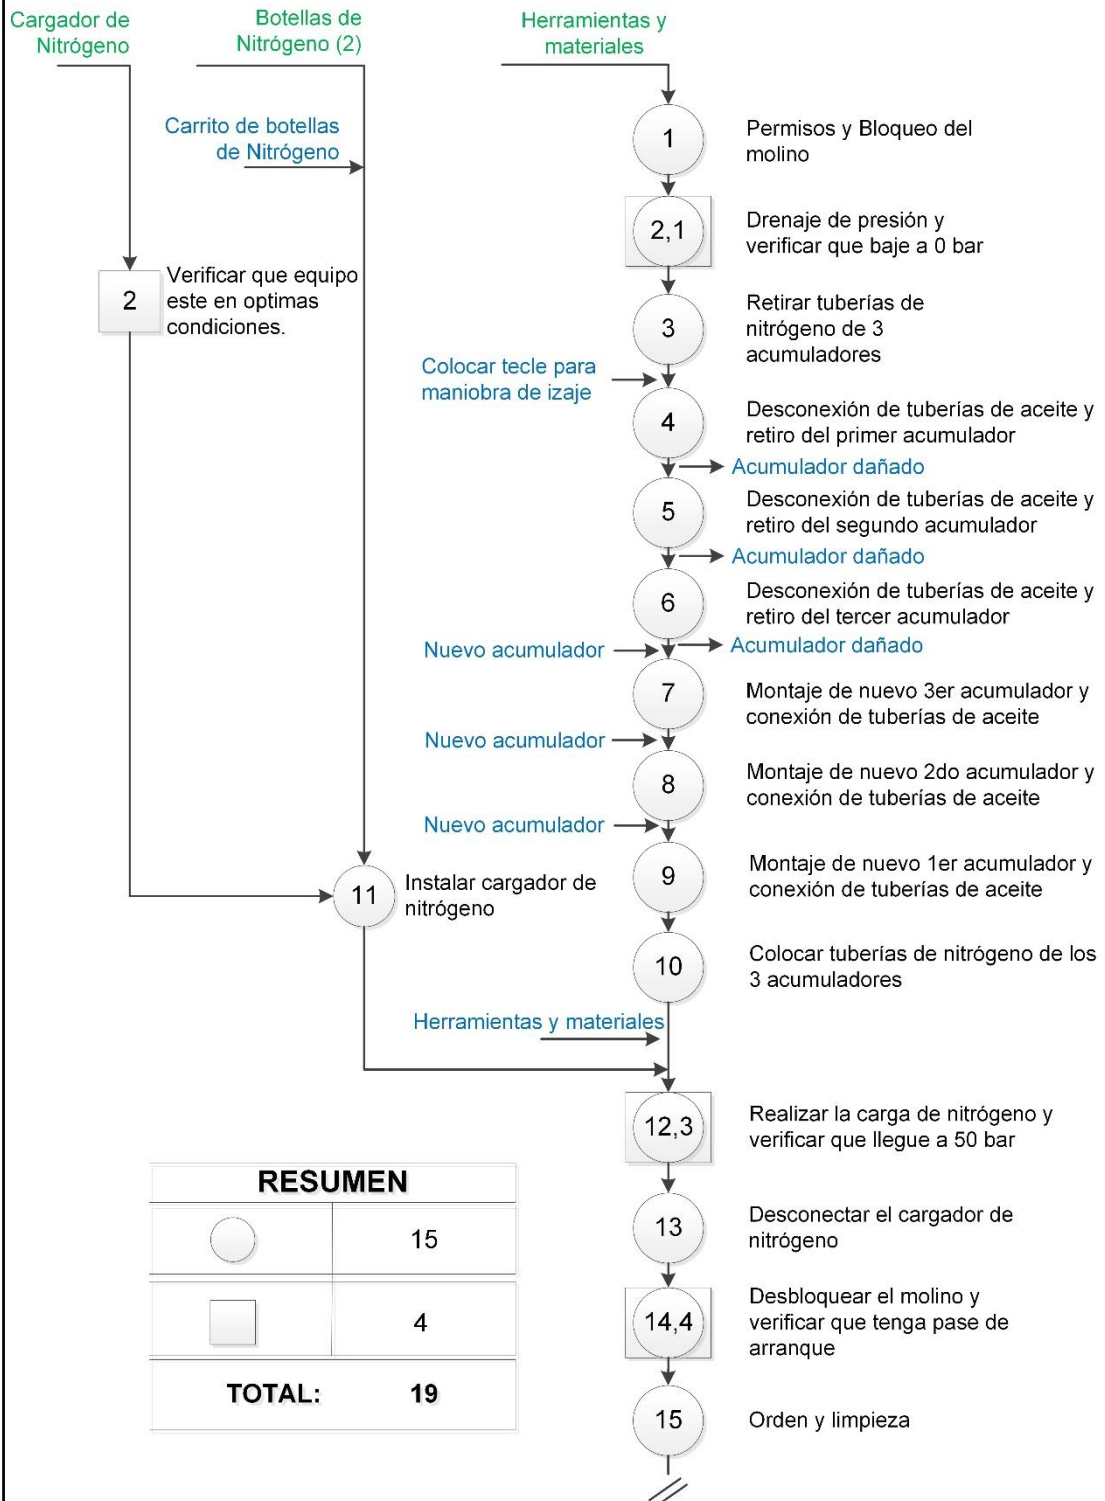 Cargador de
Nitrógeno
Botellas de
Nitrógeno (2)
Herramientas y
materiales
Carrito de botellas
de Nitrógeno
1
Permisos y Bloqueo del
molino
2,1
Drenaje de presión y
verificar que baje a 0 bar
2
Verificar que equipo
este en optimas
condiciones.
3
Retirar tuberías de
nitrógeno de 3
acumuladores
Colocar tecle para
maniobra de izaje
4
Desconexión de tuberías de aceite y
retiro del primer acumulador
Acumulador dañado
5
Desconexión de tuberías de aceite y
retiro del segundo acumulador
Acumulador dañado
6
Desconexión de tuberías de aceite y
retiro del tercer acumulador
Nuevo acumulador
Acumulador dañado
7
Montaje de nuevo 3er acumulador y
conexión de tuberías de aceite
Nuevo acumulador
8
Montaje de nuevo 2do acumulador y
conexión de tuberías de aceite
Nuevo acumulador
9
Montaje de nuevo 1er acumulador y
conexión de tuberías de aceite
11
Instalar cargador de
nitrógeno
10
Colocar tuberías de nitrógeno de los
3 acumuladores
Herramientas y materiales
12,3
Realizar la carga de nitrógeno y
verificar que llegue a 50 bar
13
Desconectar el cargador de
nitrógeno
14,4
Desbloquear el molino y
verificar que tenga pase de
arranque
15
Orden y limpieza
RESUMEN
15
4
TOTAL: 19